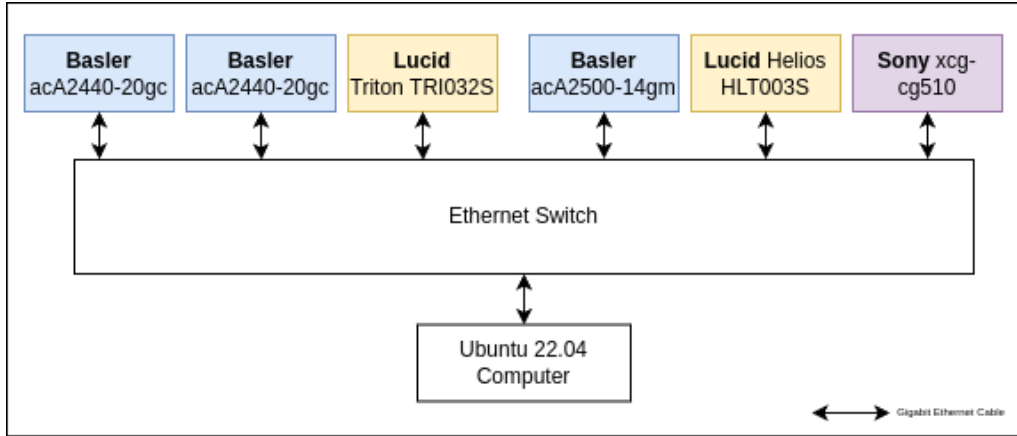 Basler
acA2440-20gc
Basler
acA2440-20gc
Lucid
Triton TRI032S
Basler
acA2500-14gm
Lucid Helios
HLT003S
Sony xcg-
cg510
Ethernet Switch
Ubuntu 22.04
Computer
Gigabit Ethernet Cable